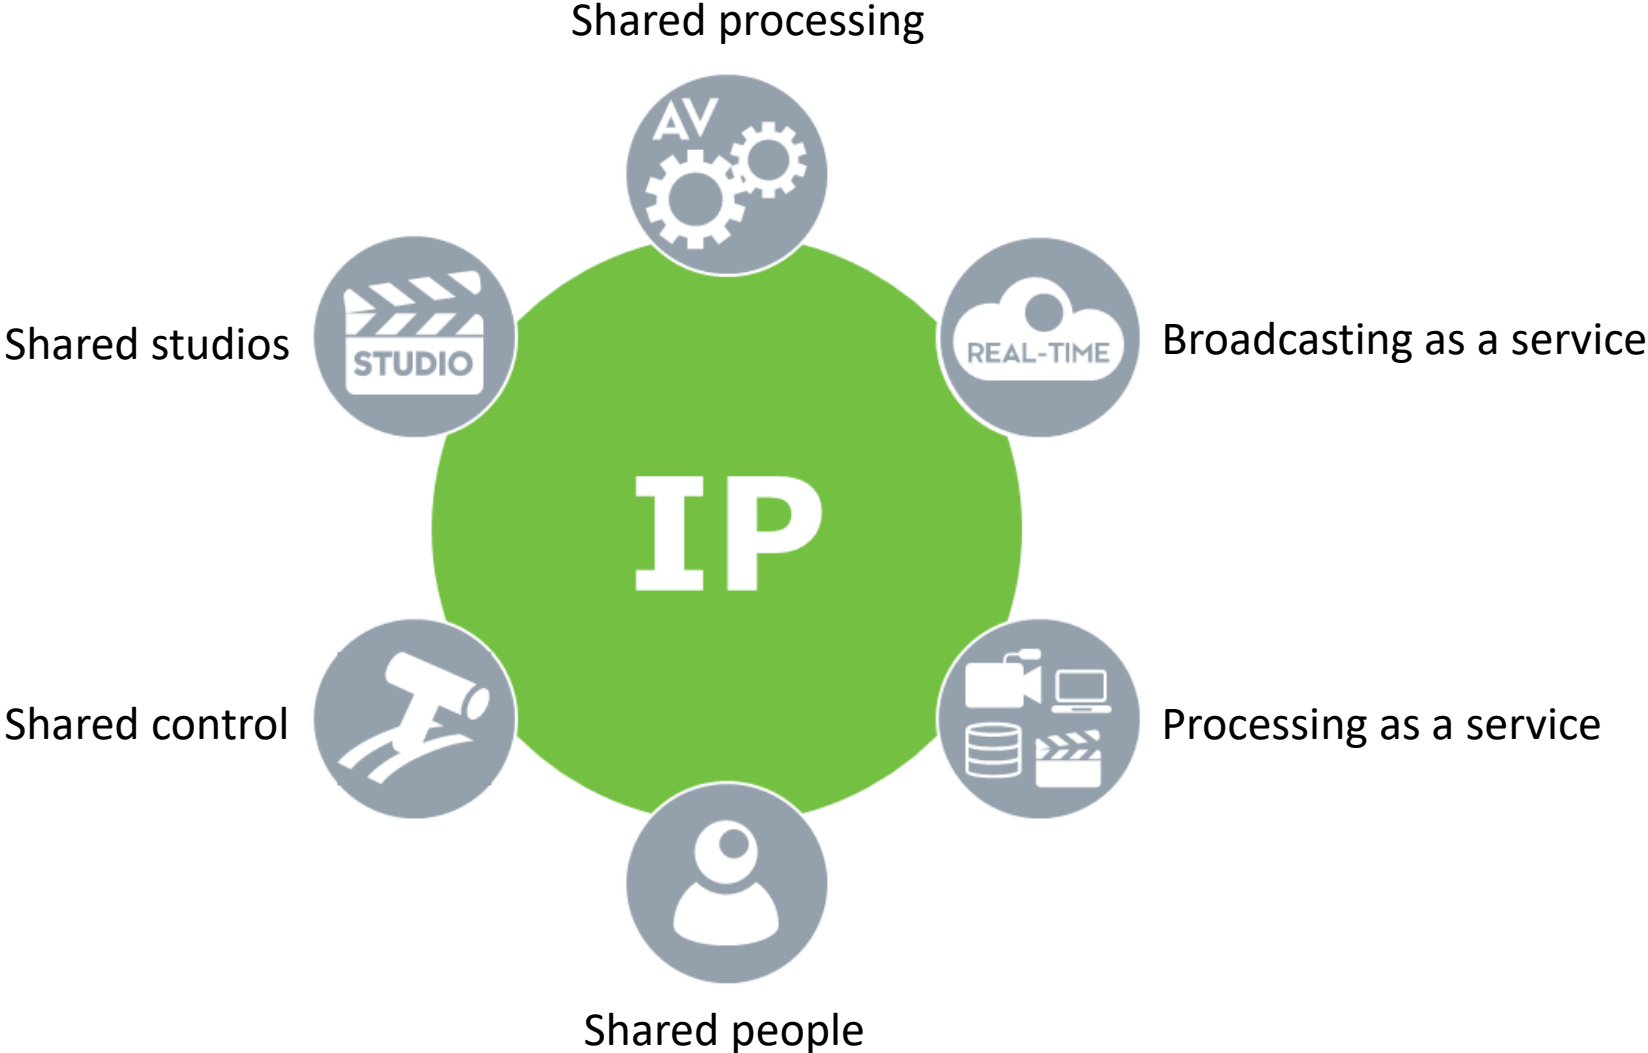 Shared processing
AV
Shared studios
STUDIO
REAL-TIME
Broadcasting as a service
IP
Shared control
Processing as a service
Shared people